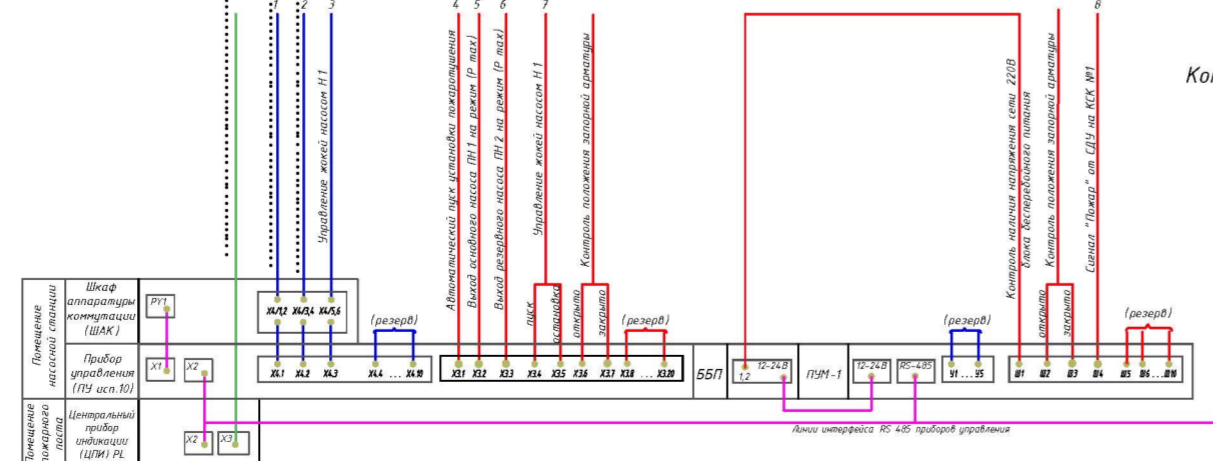 1 2 3 4 5 6 7 8
Управление жокей насосом Н1
Автоматический пуск установки пожаротушения
Выход основного насоса ПН1 на режим (P max)
Выход резервного насоса ПН2 на режим (P max)
Управление жокей насосом Н1
Контроль положения запорной арматуры
Контроль наличия напряжения сети 220В
блока бесперебойного питания
Контроль положения запорной арматуры
Сигнал "Пожар" от СДУ на КСК №1
пуск
остановка
открыто
закрыто
(резерв)
(резерв)
открыто
закрыто
(резерв)
(резерв)
Помещение
насосной станции
Шкаф
аппаратуры
коммутации
(ШАК)
РУ1
Х4/1,2 Х4/3,4 Х4/5,6
Прибор
управления
(ПУ исп.10)
Х1 Х2
Х4.1 Х4.2 Х4.3 Х4.4 ... Х4.10
Х3.1 Х3.2 Х3.3 Х3.4 Х3.5 Х3.6 Х3.7 Х3.8 ... Х3.20
ББП
12-24В
1,2
ПУМ-1
12-24В
RS-485
У1 ... У5
Ш1 Ш2 Ш3 Ш4 Ш5 Ш6 ... Ш10
Помещение
пожарного
поста
Центральный
прибор
индикации
(ЦПИ) PL
Х2 Х3
Линии интерфейса RS 485 приборов управления